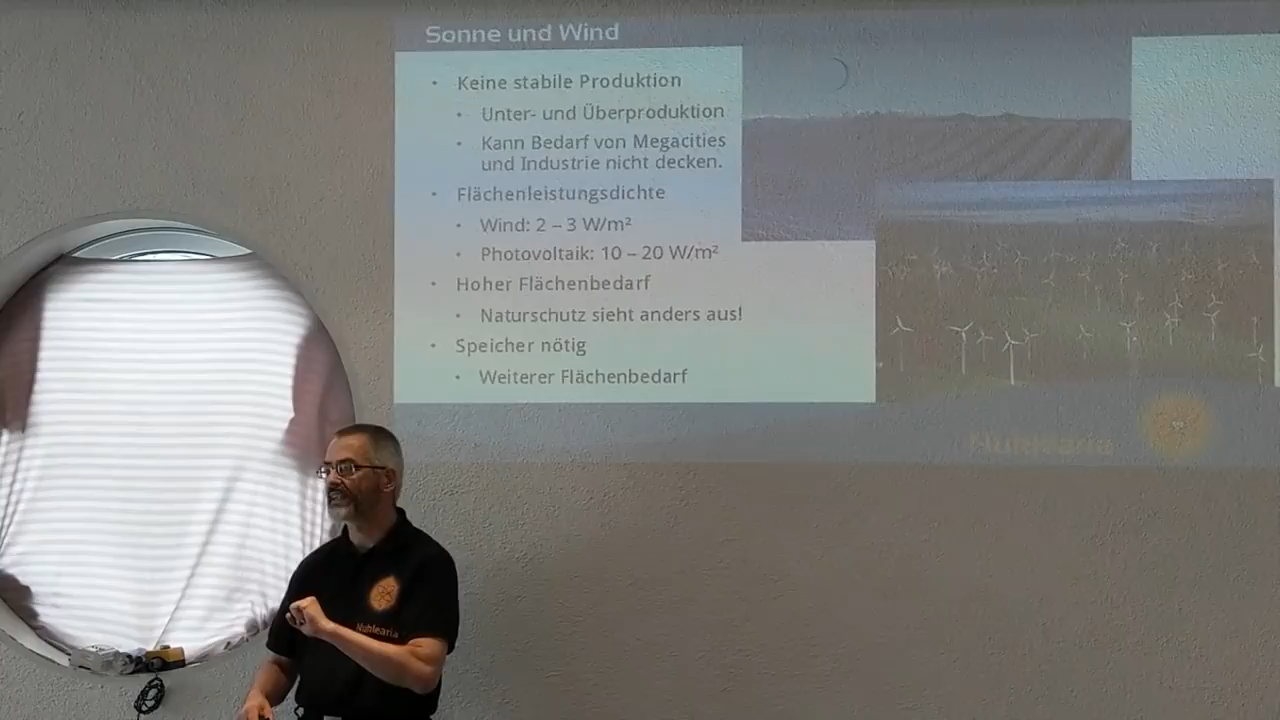 Sonne und Wind
• Keine stabile Produktion
• Unter- und Überproduktion
• Kann Bedarf von Megacities
und Industrie nicht decken.
• Flächenleistungsdichte
• Wind: 2 – 3 W/m²
• Photovoltaik: 10 – 20 W/m²
• Hoher Flächenbedarf
• Naturschutz sieht anders aus!
• Speicher nötig
• Weiterer Flächenbedarf
Nuklearia
Nuklearia